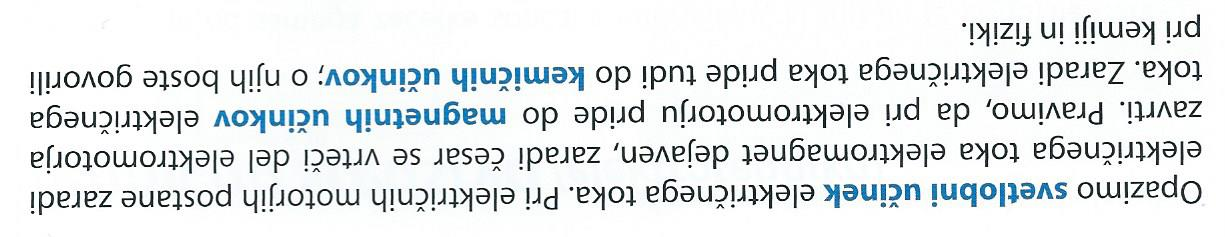 Opazimo svetlobni učinek električnega toka. Pri električnih motorjih postane zaradi
električnega toka elektromagnet dejaven, zaradi česar se vrteči del elektromotorja
zavrti. Pravimo, da pri elektromotorju pride do magnetnih učinkov električnega
toka. Zaradi električnega toka pride tudi do kemičnih učinkov; o njih boste govorili
pri kemiji in fiziki.